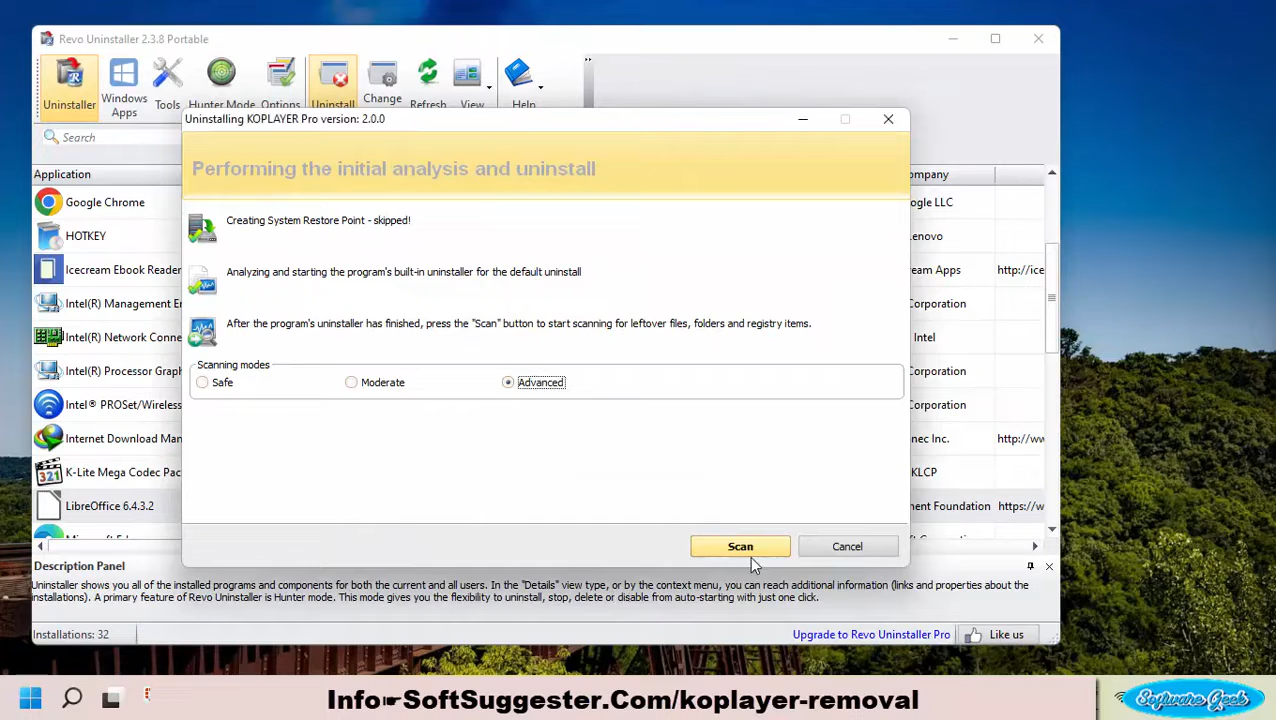 Revo Uninstaller 2.3.8 Portable
Uninstaller
Windows Apps
Tools
Hunter Mode
Options
Uninstall
Change
Refresh
View
Help
Search
Uninstalling KOPLAYER Pro version: 2.0.0
Performing the initial analysis and uninstall
Creating System Restore Point - skipped!
Analyzing and starting the program's built-in uninstaller for the default uninstall
After the program's uninstaller has finished, press the "Scan" button to start scanning for leftover files, folders and registry items.
Scanning modes
Safe
Moderate
Advanced
Scan
Cancel
Application
ompany
Google Chrome
ogle LLC
HOTKEY
enovo
Icecream Ebook Reader
ream Apps
http://ice
Intel(R) Management En
Corporation
Intel(R) Network Conne
Intel
Intel(R) Processor Graph
Corporation
Intel® PROSet/Wireless
Corporation
Internet Download Man
nec Inc.
http://ww
K-Lite Mega Codec Pac
KLCP
LibreOffice 6.4.3.2
ment Foundation
https://w
Description Panel
Uninstaller shows you all of the installed programs and components for both the current and all users. In the "Details" view type, or by the context menu, you can reach additional information (links and properties about the
installations). A primary feature of Revo Uninstaller is Hunter mode. This mode gives you the flexibility to uninstall, stop, delete or disable from auto-starting with just one click.
Installations: 32
Upgrade to Revo Uninstaller Pro
Like us
Info☛SoftSuggester.Com/koplayer-removal
Software Geek